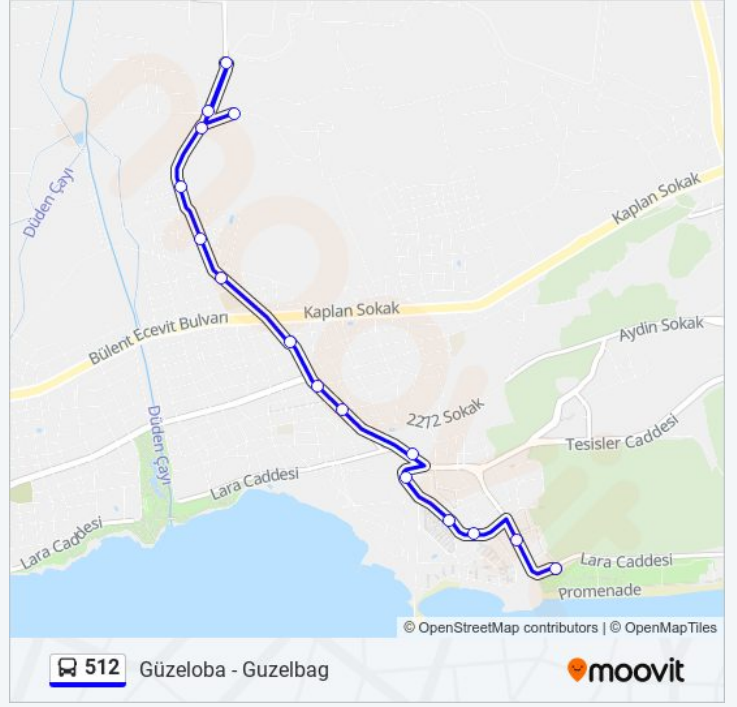 Kaplan Sokak
Düden Çayı
Kaplan Sokak
Bülent Ecevit Bulvarı
Aydin Sokak
2272 Sokak
Düden Çayı
Tesisler Caddesi
Lara Caddesi
Lara Caddesi
Lara Caddesi
Promenade
© OpenStreetMap contributors | © OpenMapTiles
512 Güzeloba - Guzelbag
moovit